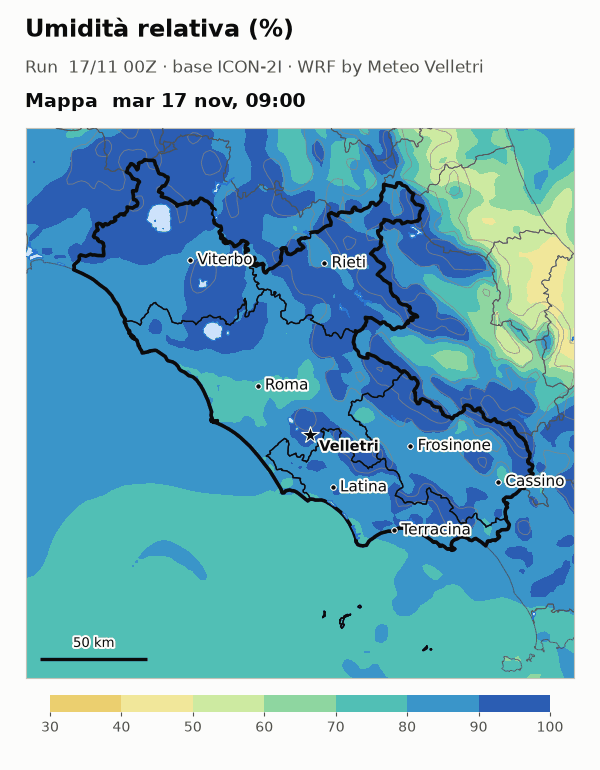 Umidità relativa (%)
Run 17/11 00Z · base ICON-2I · WRF by Meteo Velletri
Mappa mar 17 nov, 09:00
Viterbo
Rieti
Roma
Velletri
Frosinone
Cassino
Latina
Terracina
50 km
30 40 50 60 70 80 90 100